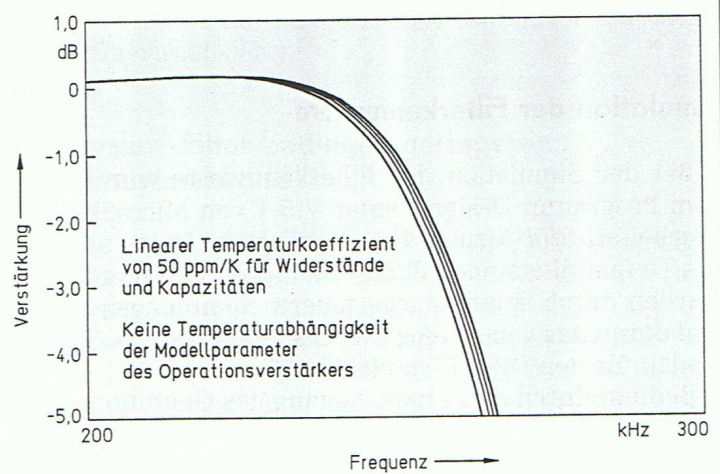 1,0
dB
0
-1,0
-2,0
-3,0
-4,0
-5,0
Verstärkung
Linearer Temperaturkoeffizient
von 50 ppm/K für Widerstände
und Kapazitäten
Keine Temperaturabhängigkeit
der Modellparameter
des Operationsverstärkers
200
kHz
300
Frequenz